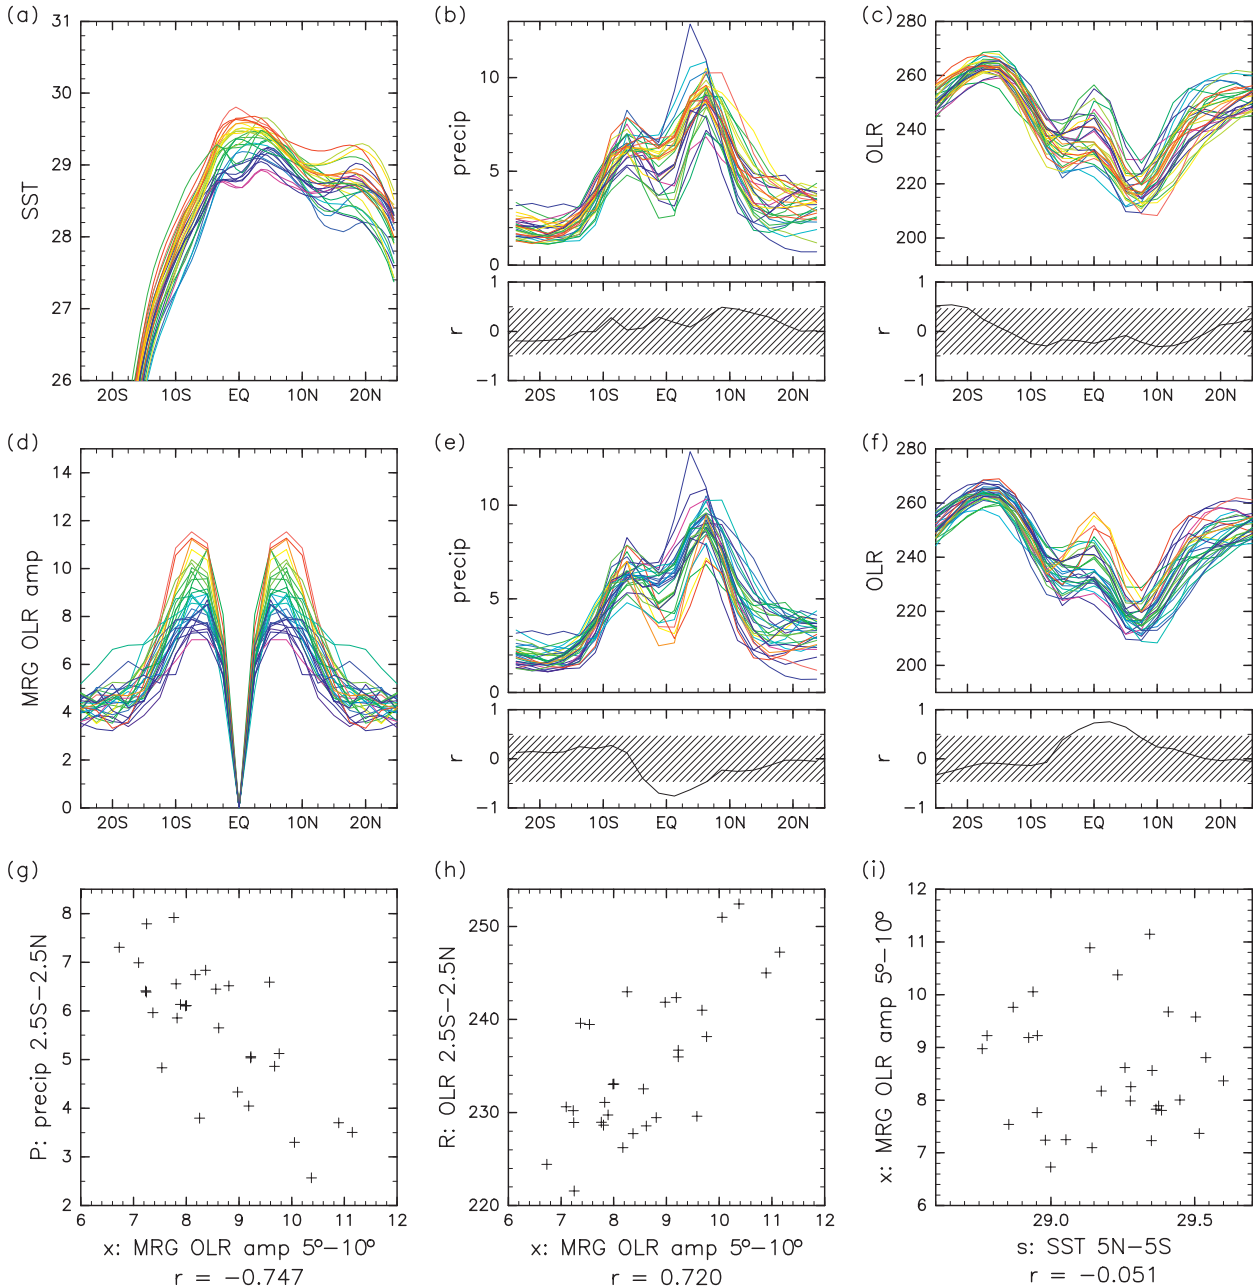 (a)
31
30
29
28
27
26
SST
20S 10S EQ 10N 20N
(b)
10
5
0
precip
1
0
−1
r
20S 10S EQ 10N 20N
(c)
280
260
240
220
200
OLR
1
0
−1
r
20S 10S EQ 10N 20N
(d)
14
12
10
8
6
4
2
0
MRG OLR amp
20S 10S EQ 10N 20N
(e)
10
5
0
precip
1
0
−1
r
20S 10S EQ 10N 20N
(f)
280
260
240
220
200
OLR
1
0
−1
r
20S 10S EQ 10N 20N
(g)
8
7
6
5
4
3
2
P: precip 2.5S−2.5N
6 7 8 9 10 11 12
x: MRG OLR amp 5°−10°
r = −0.747
(h)
250
240
230
220
R: OLR 2.5S−2.5N
6 7 8 9 10 11 12
x: MRG OLR amp 5°−10°
r = 0.720
(i)
12
11
10
9
8
7
6
x: MRG OLR amp 5°−10°
29.0 29.5
s: SST 5N−5S
r = −0.051